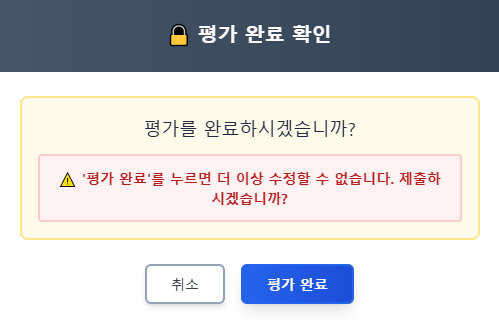 🔒 평가 완료 확인
평가를 완료하시겠습니까?
⚠️ '평가 완료'를 누르면 더 이상 수정할 수 없습니다. 제출하
시겠습니까?
취소
평가 완료